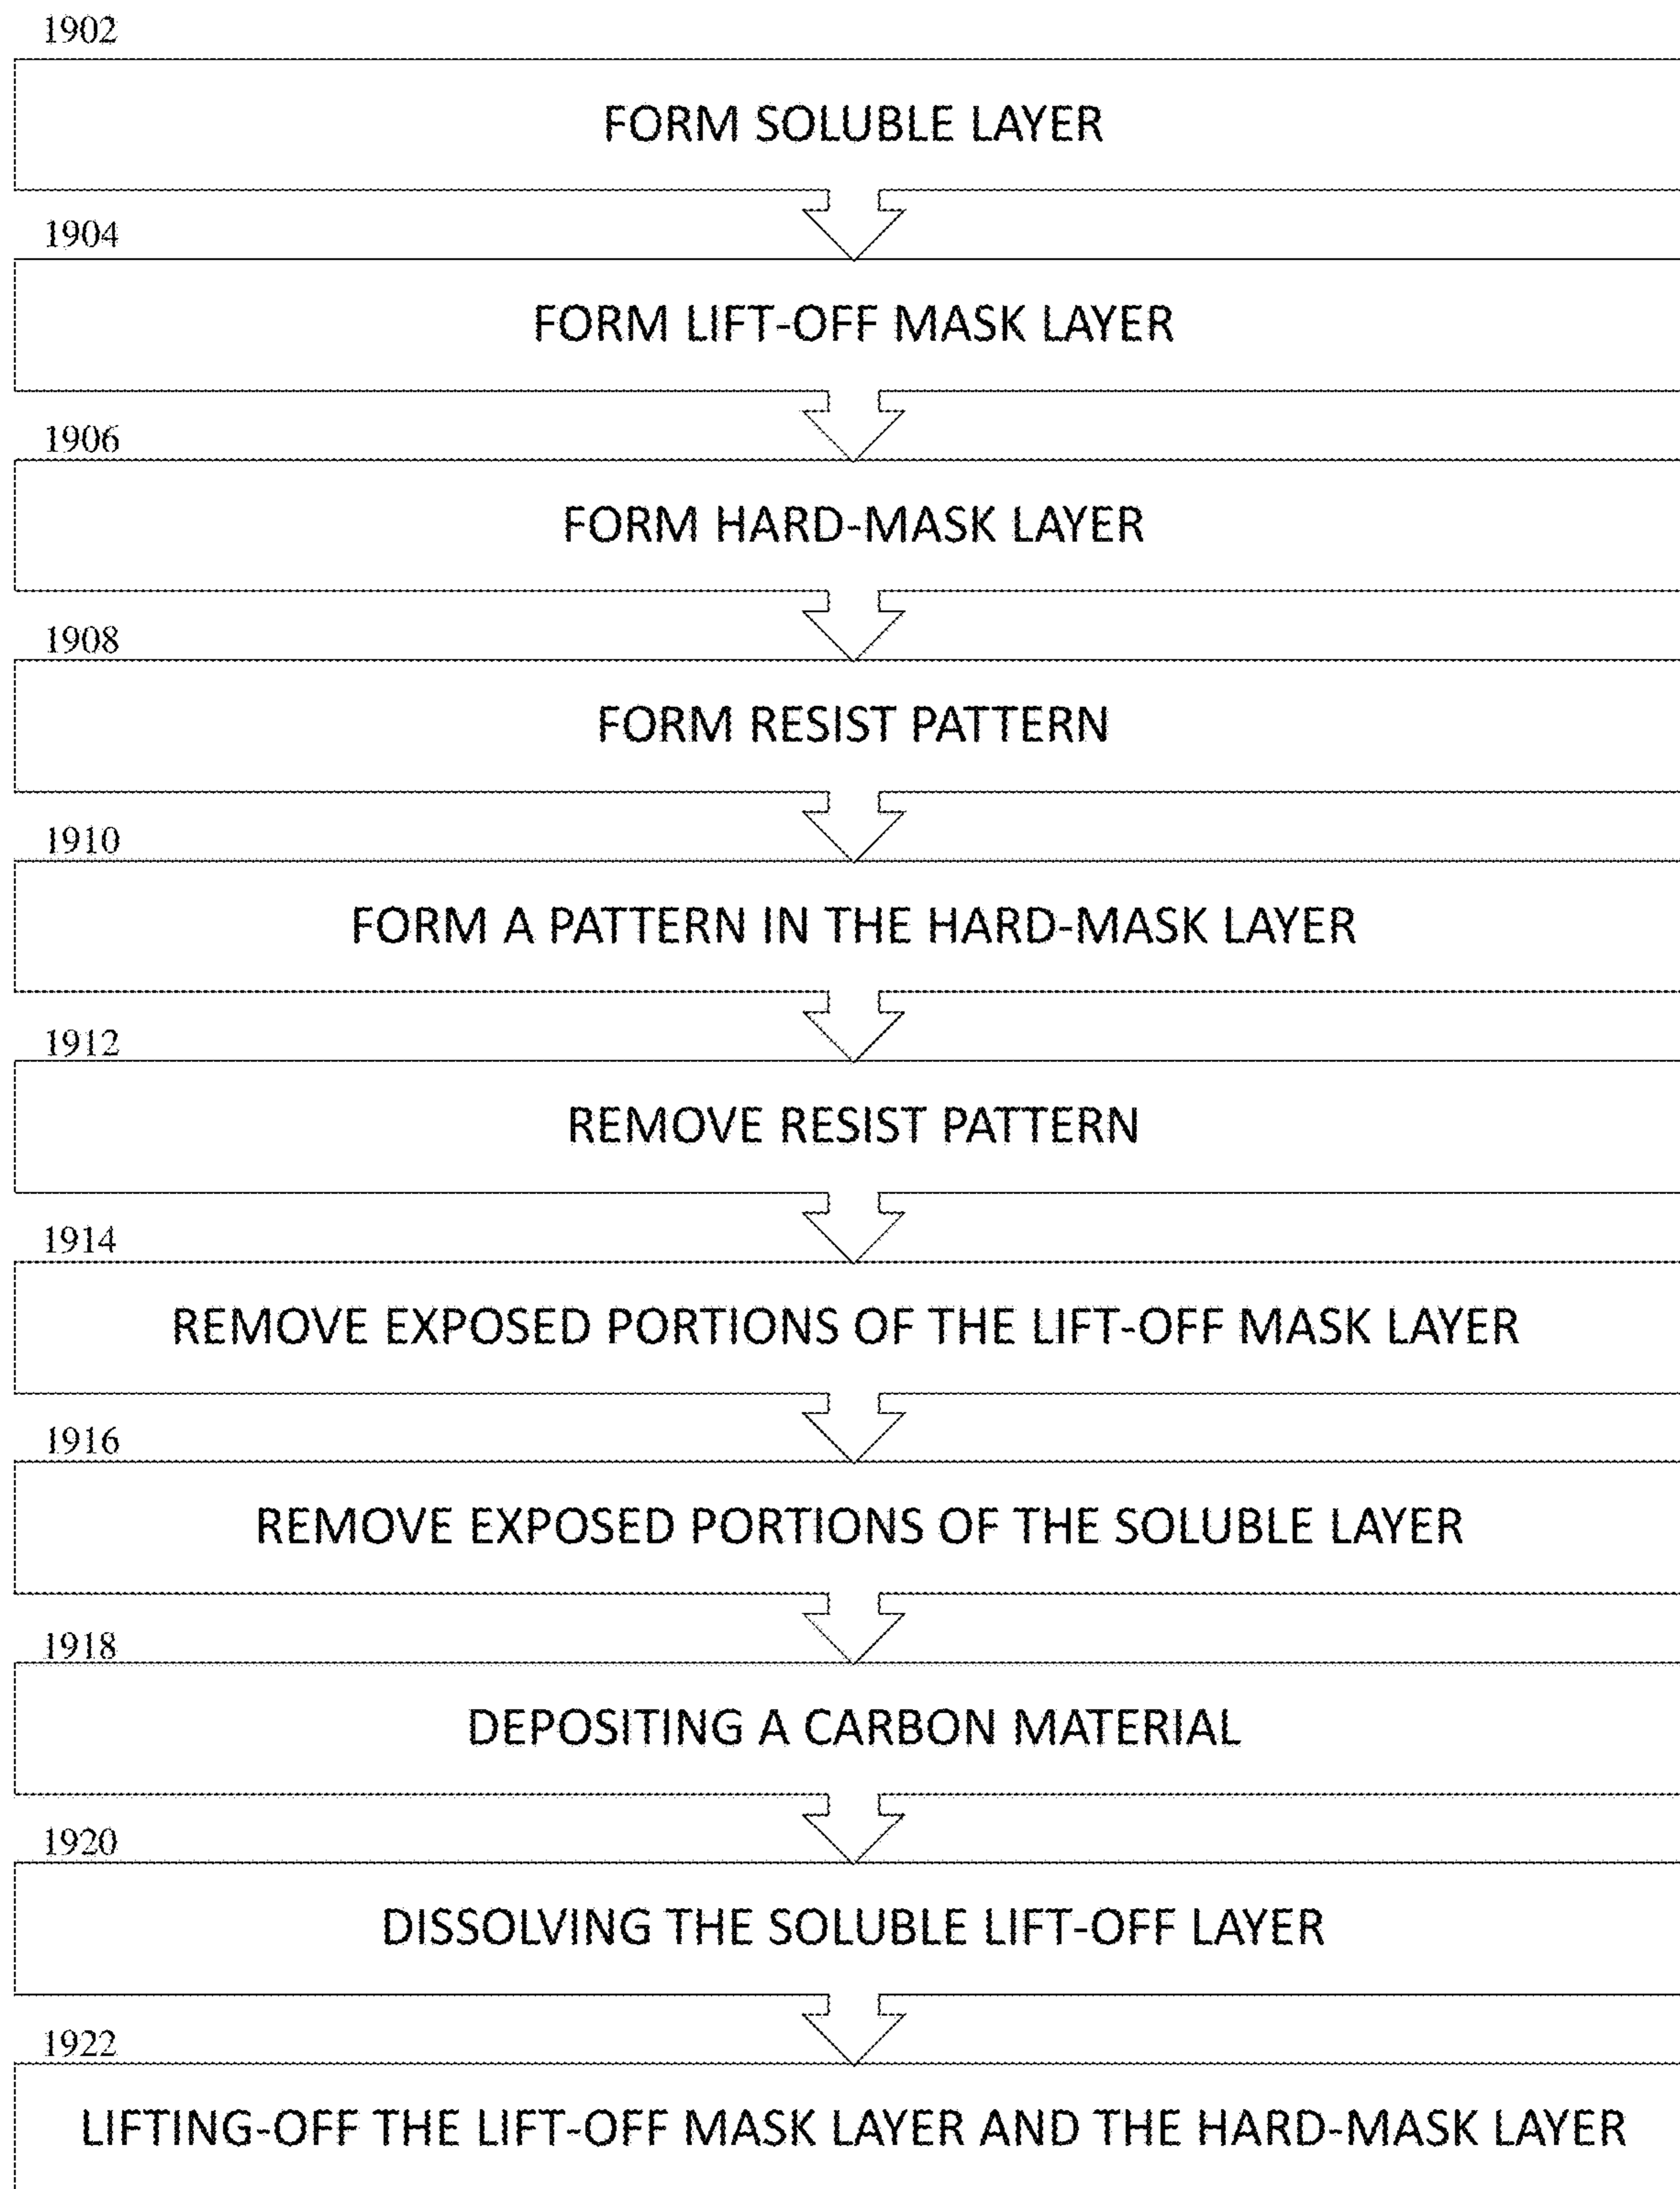 1902
FORM SOLUBLE LAYER
1904
FORM LIFT-OFF MASK LAYER
1906
FORM HARD-MASK LAYER
1908
FORM RESIST PATTERN
1910
FORM A PATTERN IN THE HARD-MASK LAYER
1912
REMOVE RESIST PATTERN
1914
REMOVE EXPOSED PORTIONS OF THE LIFT-OFF MASK LAYER
1916
REMOVE EXPOSED PORTIONS OF THE SOLUBLE LAYER
1918
DEPOSITING A CARBON MATERIAL
1920
DISSOLVING THE SOLUBLE LIFT-OFF LAYER
1922
LIFTING-OFF THE LIFT-OFF MASK LAYER AND THE HARD-MASK LAYER